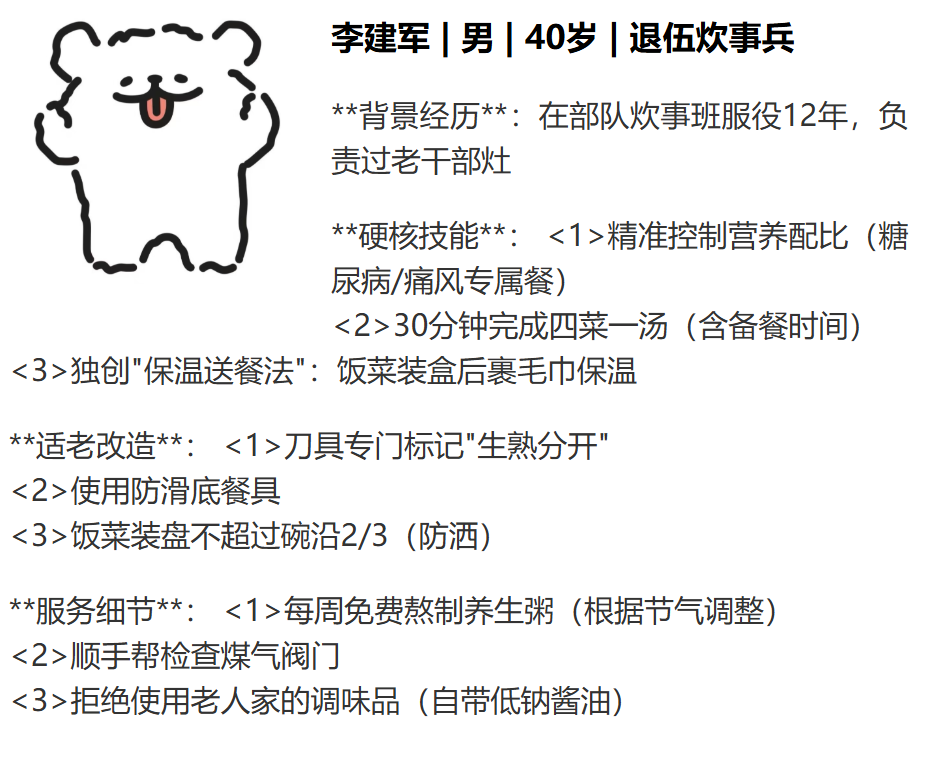 李建军 | 男 | 40岁 | 退伍炊事兵
**背景经历**：在部队炊事班服役12年，负
责过老干部灶
**硬核技能**： <1>精准控制营养配比（糖
尿病/痛风专属餐）
<2>30分钟完成四菜一汤（含备餐时间）
<3>独创"保温送餐法"：饭菜装盒后裹毛巾保温
**适老改造**： <1>刀具专门标记"生熟分开"
<2>使用防滑底餐具
<3>饭菜装盘不超过碗沿2/3（防洒）
**服务细节**： <1>每周免费熬制养生粥（根据节气调整）
<2>顺手帮检查煤气阀门
<3>拒绝使用老人家的调味品（自带低钠酱油）